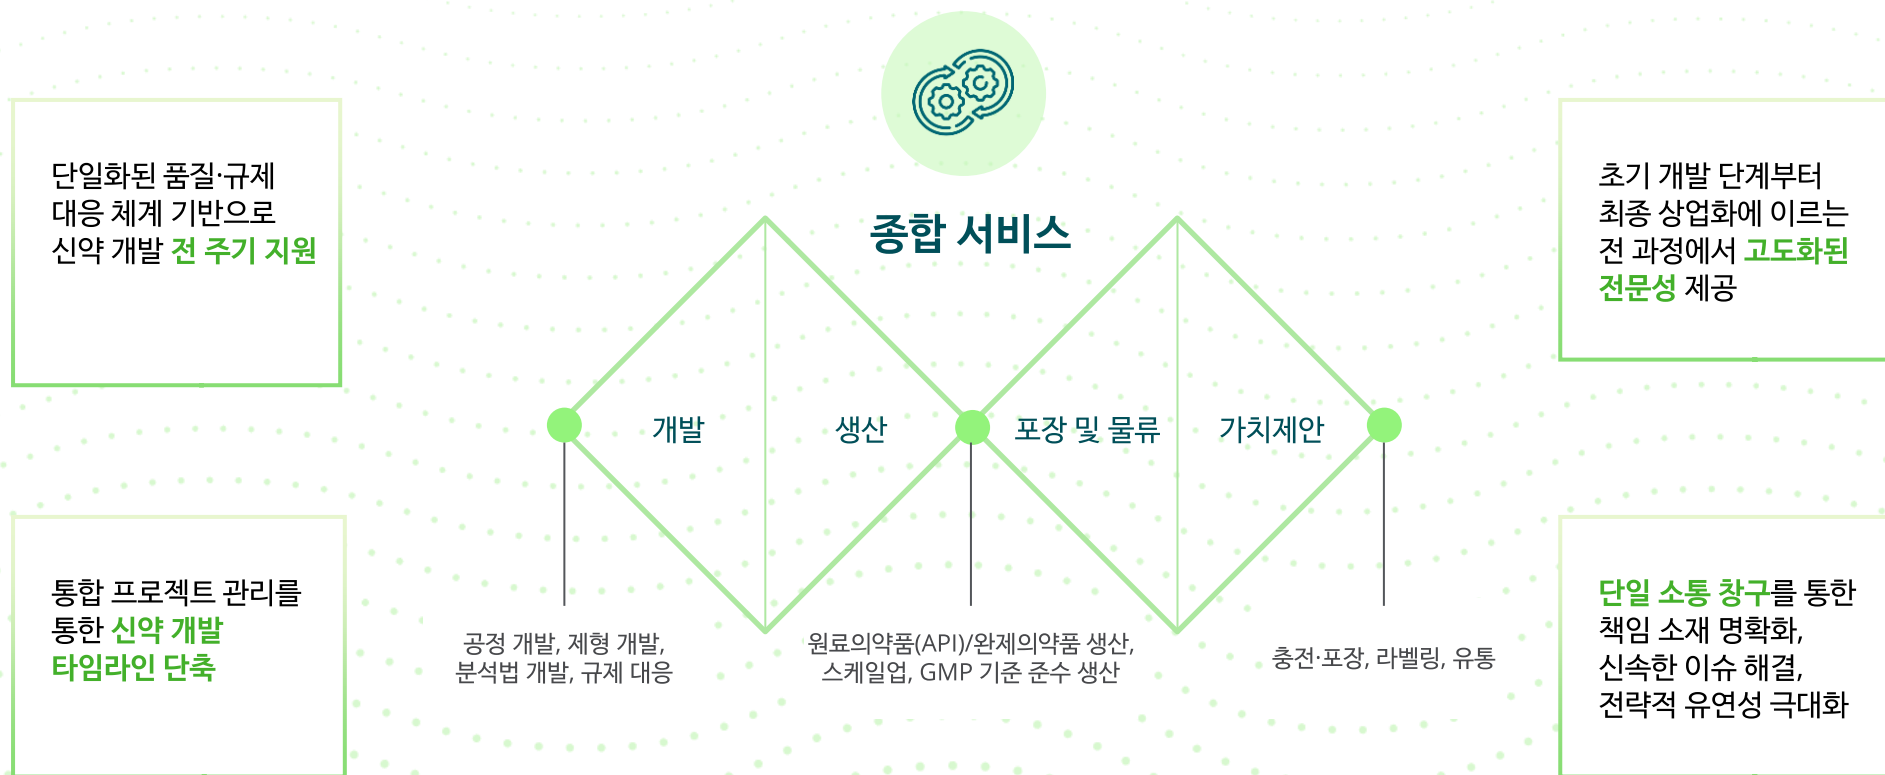 종합 서비스
단일화된 품질·규제
대응 체계 기반으로
신약 개발 전 주기 지원
초기 개발 단계부터
최종 상업화에 이르는
전 과정에서 고도화된
전문성 제공
개발
생산
포장 및 물류
가치제안
통합 프로젝트 관리를
통한 신약 개발
타임라인 단축
공정 개발, 제형 개발,
분석법 개발, 규제 대응
원료의약품(API)/완제의약품 생산,
스케일업, GMP 기준 준수 생산
충전·포장, 라벨링, 유통
단일 소통 창구를 통한
책임 소재 명확화,
신속한 이슈 해결,
전략적 유연성 극대화